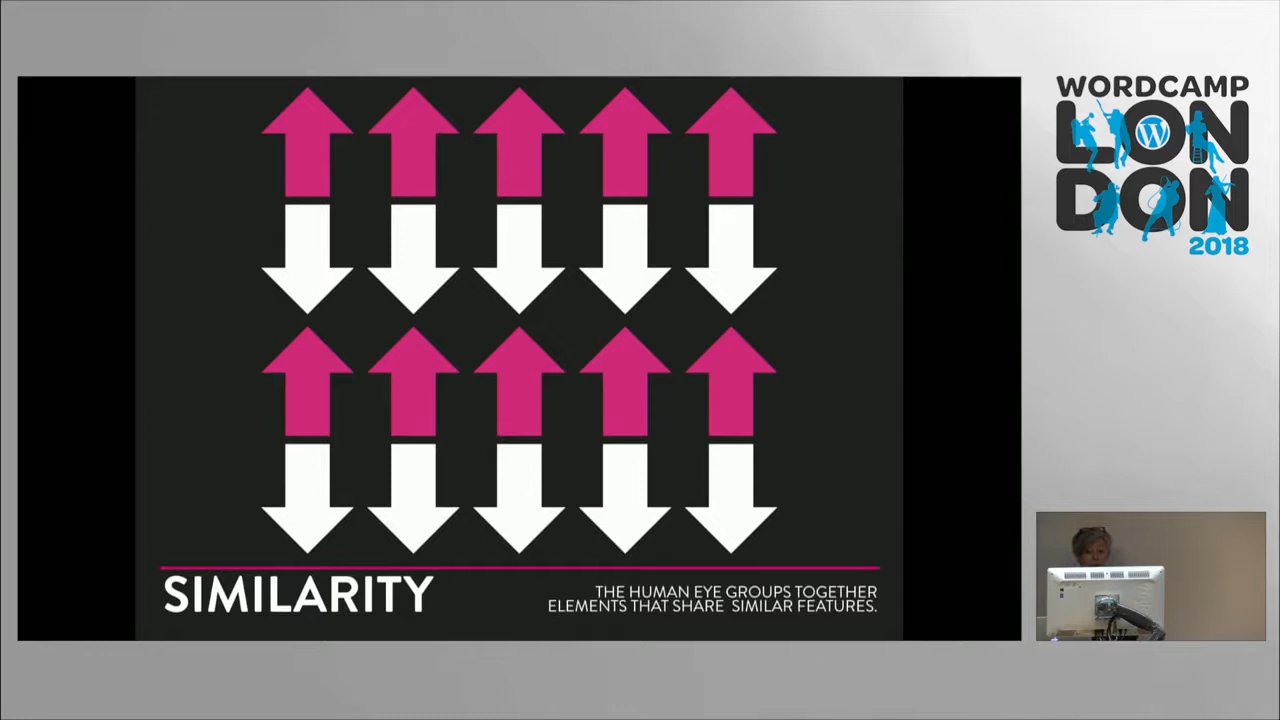 WORDCAMP
LON
DON
2018
SIMILARITY
THE HUMAN EYE GROUPS TOGETHER
ELEMENTS THAT SHARE SIMILAR FEATURES.